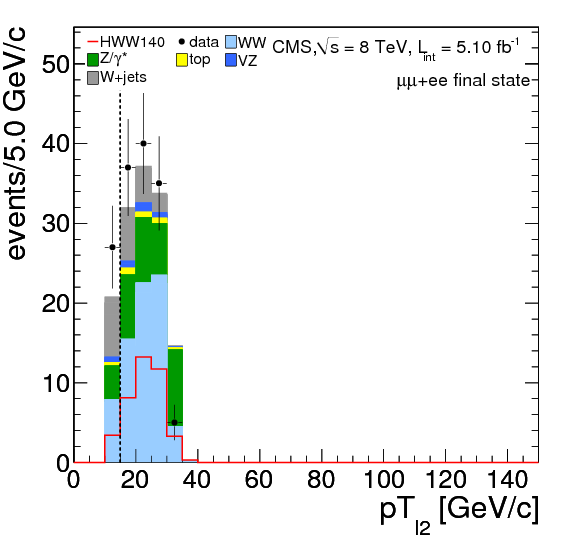 HWW140 data WW
Z/γ* top VZ
W+jets
CMS,√s = 8 TeV, L_int = 5.10 fb⁻¹
μμ+ee final state
events/5.0 GeV/c
50
40
30
20
10
0
0 20 40 60 80 100 120 140
pT_l2 [GeV/c]